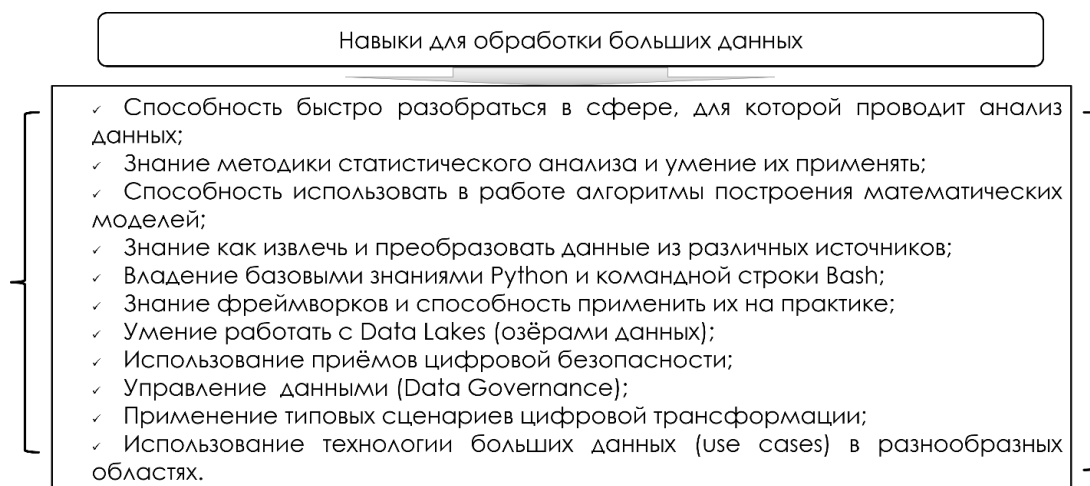 Навыки для обработки больших данных
✓ Способность быстро разобраться в сфере, для которой проводит анализ
данных;
✓ Знание методики статистического анализа и умение их применять;
✓ Способность использовать в работе алгоритмы построения математических
моделей;
✓ Знание как извлечь и преобразовать данные из различных источников;
✓ Владение базовыми знаниями Python и командной строки Bash;
✓ Знание фреймворков и способность применить их на практике;
✓ Умение работать с Data Lakes (озёрами данных);
✓ Использование приёмов цифровой безопасности;
✓ Управление данными (Data Governance);
✓ Применение типовых сценариев цифровой трансформации;
✓ Использование технологии больших данных (use cases) в разнообразных
областях.